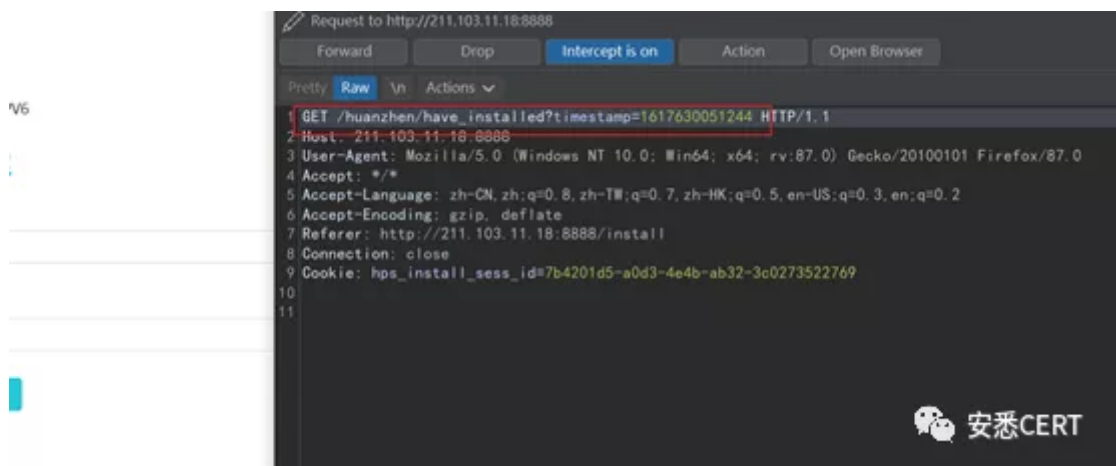 Request to http://211.103.11.18:8888
Forward Drop Intercept is on Action Open Browser
Pretty Raw \n Actions
V6
1 GET /huanzhen/have_installed?timestamp=1617630051244 HTTP/1.1
2 Host: 211.103.11.18:8888
3 User-Agent: Mozilla/5.0 (Windows NT 10.0; Win64; x64; rv:87.0) Gecko/20100101 Firefox/87.0
4 Accept: */*
5 Accept-Language: zh-CN,zh;q=0.8,zh-TW;q=0.7,zh-HK;q=0.5,en-US;q=0.3,en;q=0.2
6 Accept-Encoding: gzip, deflate
7 Referer: http://211.103.11.18:8888/install
8 Connection: close
9 Cookie: hps_install_sess_id=7b4201d5-a0d3-4e4b-ab32-3c0273522769
10
11
安悉CERT